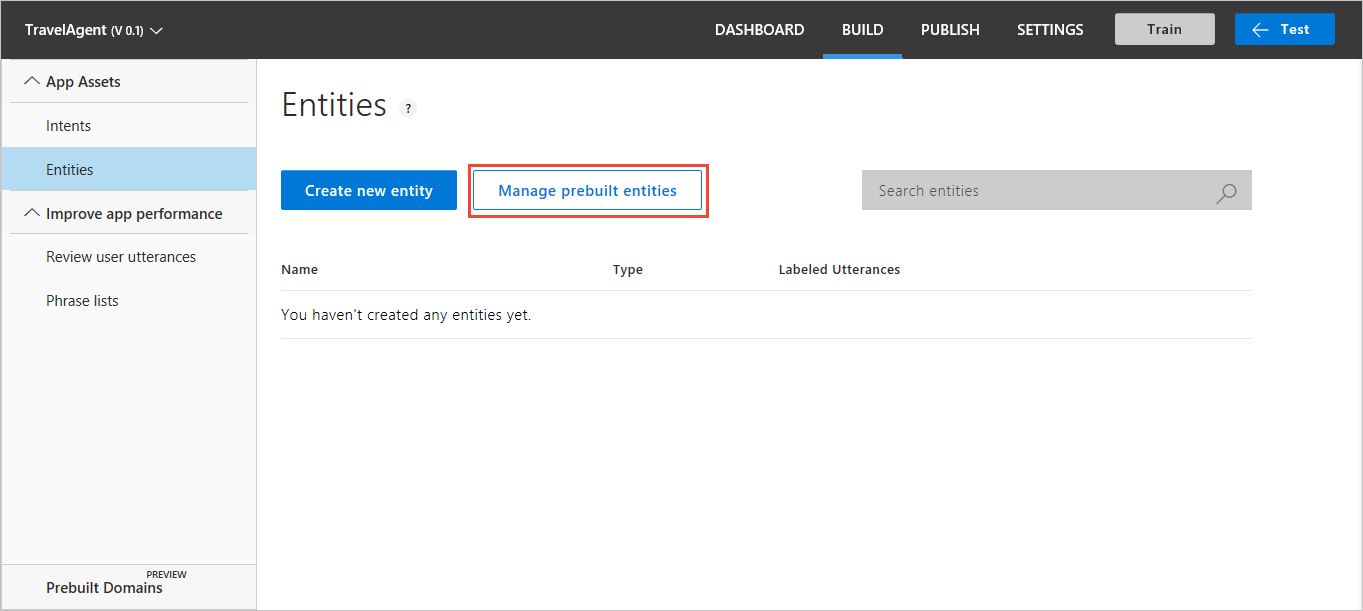 TravelAgent (V 0.1)
DASHBOARD
BUILD
PUBLISH
SETTINGS
Train
Test
App Assets
Intents
Entities
Improve app performance
Review user utterances
Phrase lists
PREVIEW
Prebuilt Domains
Entities ?
Create new entity
Manage prebuilt entities
Search entities
Name
Type
Labeled Utterances
You haven't created any entities yet.